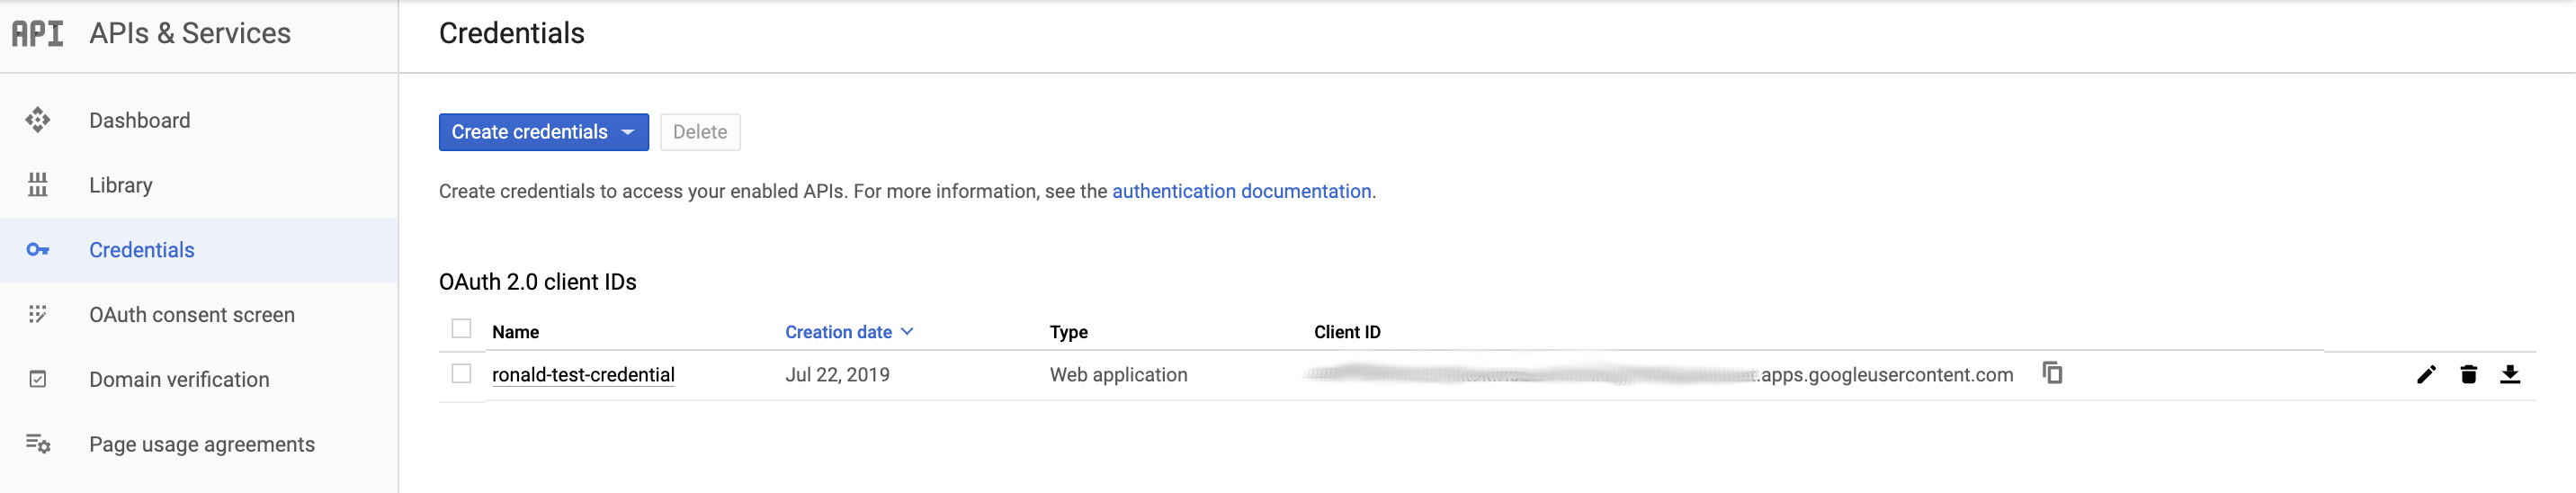 API APIs & Services
Credentials
Dashboard
Library
Credentials
OAuth consent screen
Domain verification
Page usage agreements
Create credentials Delete
Create credentials to access your enabled APIs. For more information, see the authentication documentation.
OAuth 2.0 client IDs
Name Creation date Type Client ID
ronald-test-credential Jul 22, 2019 Web application .apps.googleusercontent.com